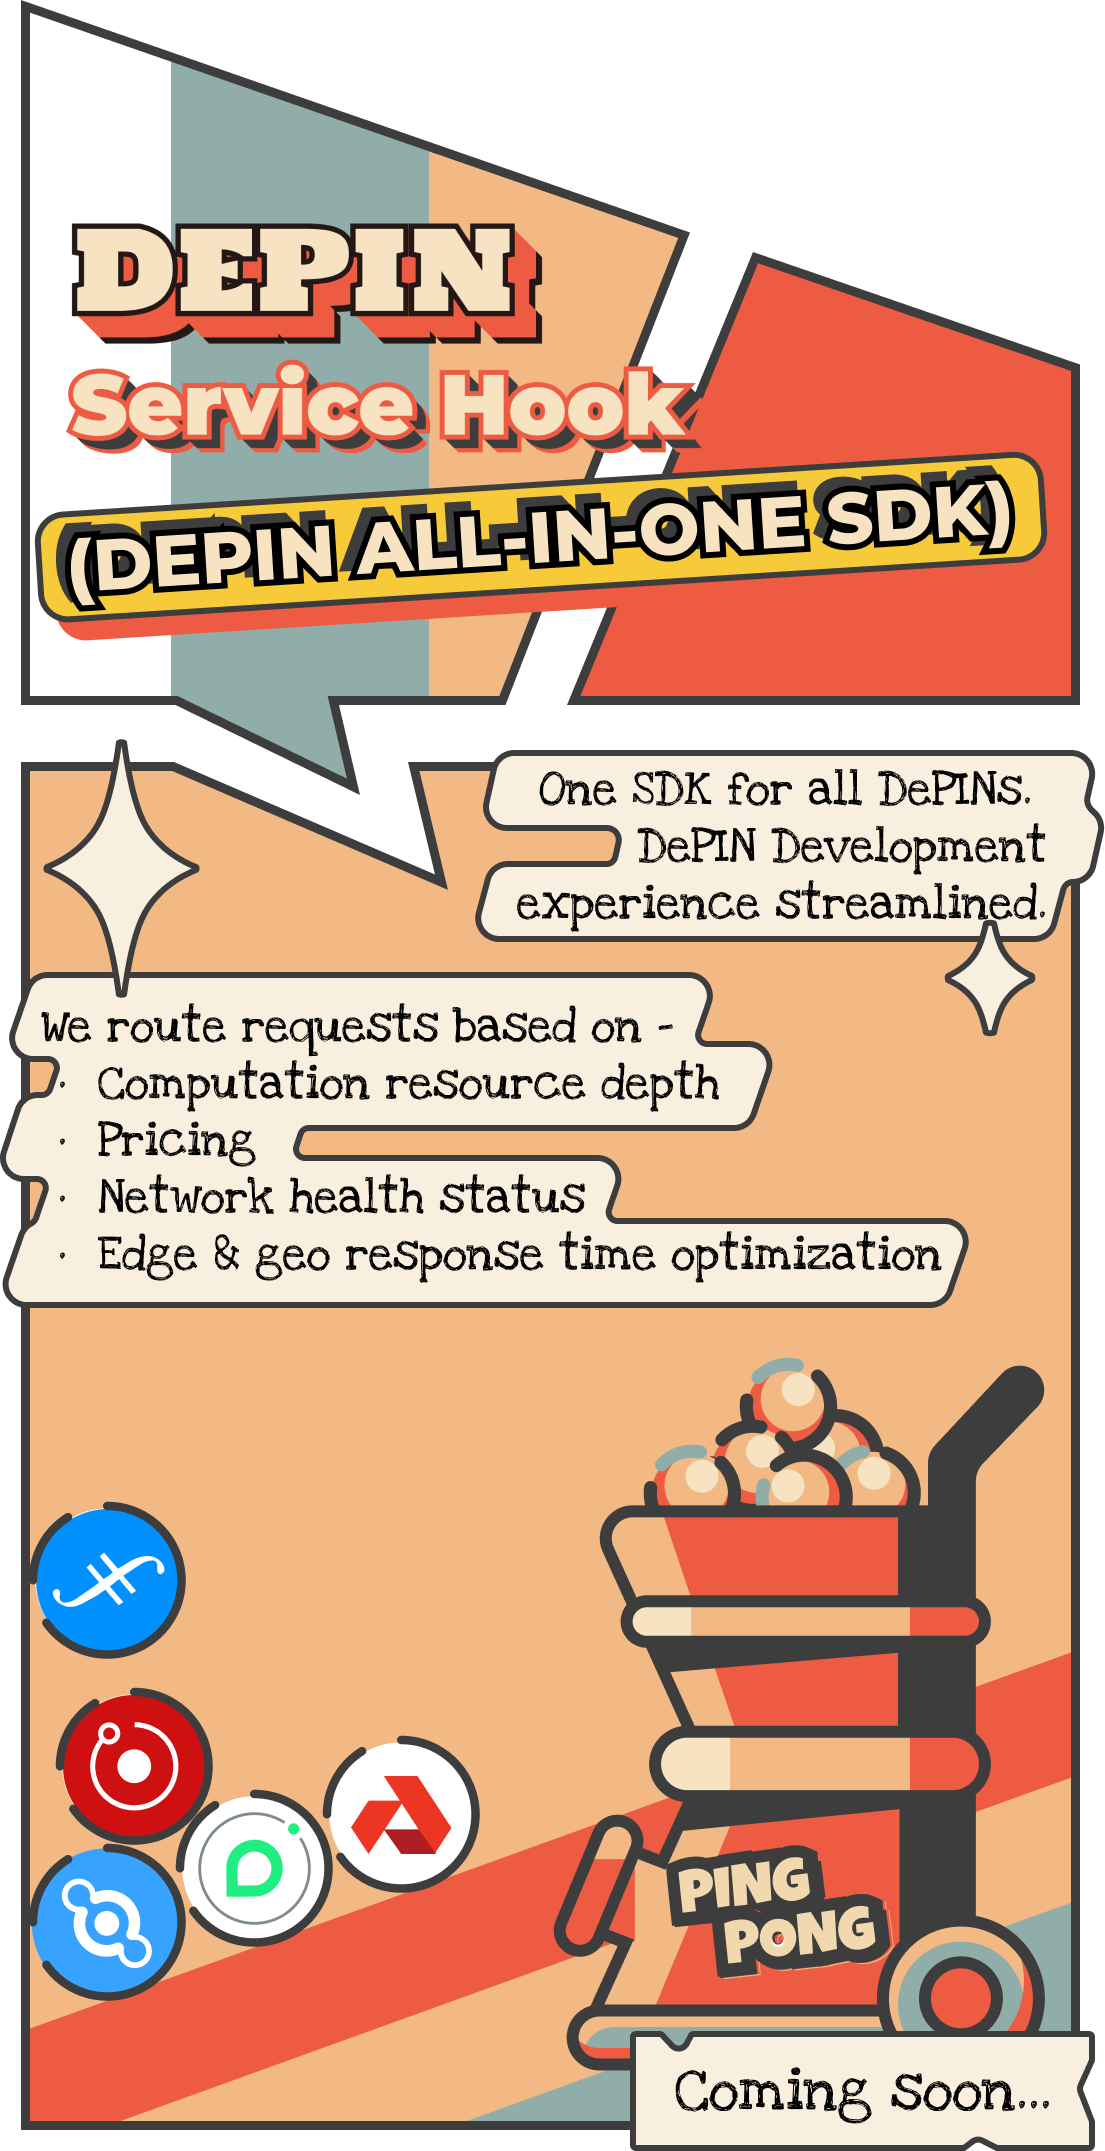 DEPIN
Service Hook
(DEPIN ALL-IN-ONE SDK)
One SDK for all DePINs.
DePIN Development
experience streamlined.
We route requests based on -
· Computation resource depth
· Pricing
· Network health status
· Edge & geo response time optimization
PING
PONG
Coming soon...